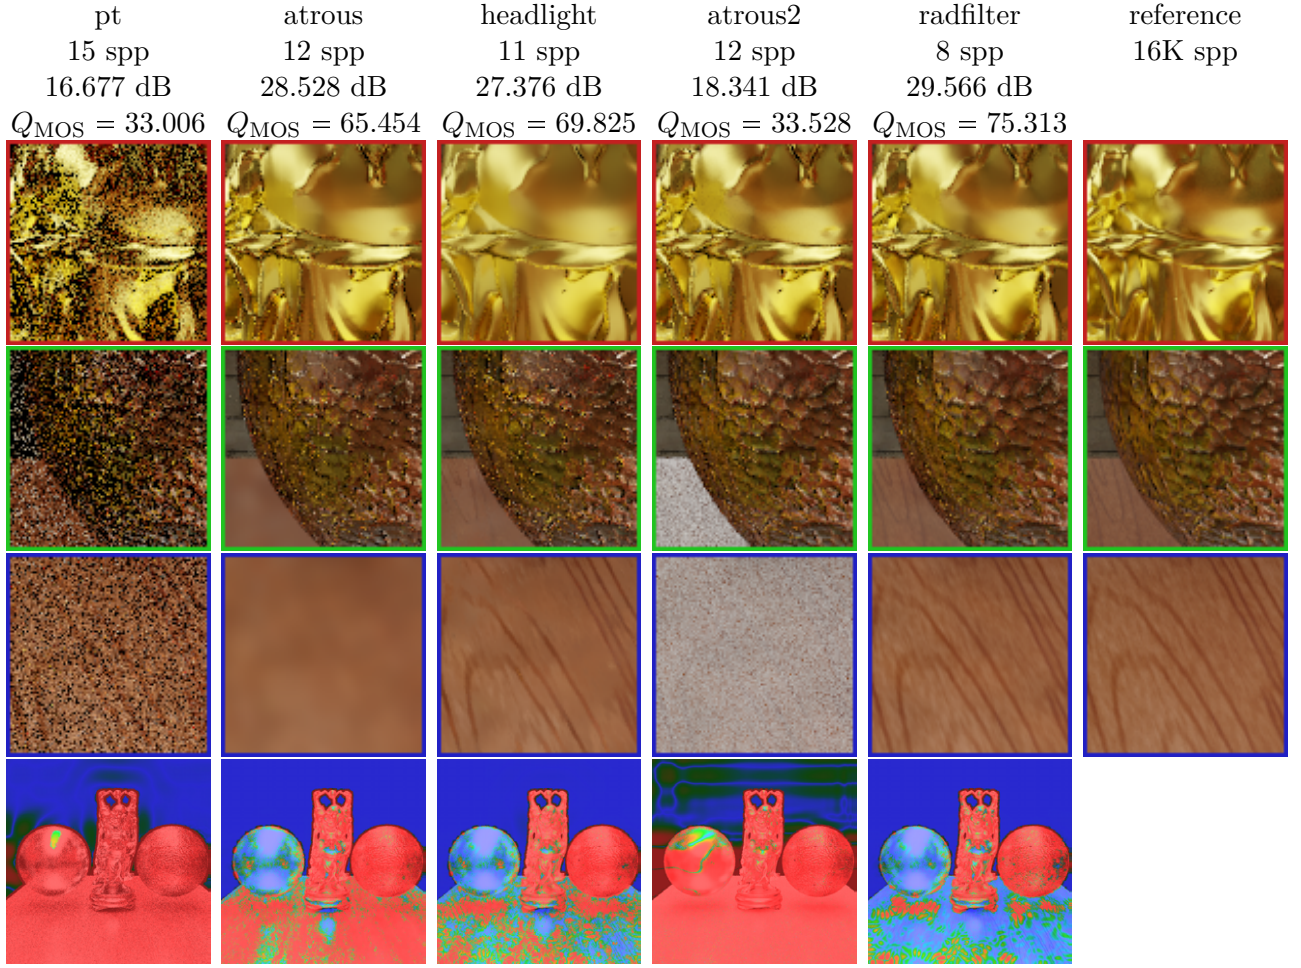 pt atrous headlight atrous2 radfilter reference
15 spp 12 spp 11 spp 12 spp 8 spp 16K spp
16.677 dB 28.528 dB 27.376 dB 18.341 dB 29.566 dB
Q_MOS = 33.006 Q_MOS = 65.454 Q_MOS = 69.825 Q_MOS = 33.528 Q_MOS = 75.313